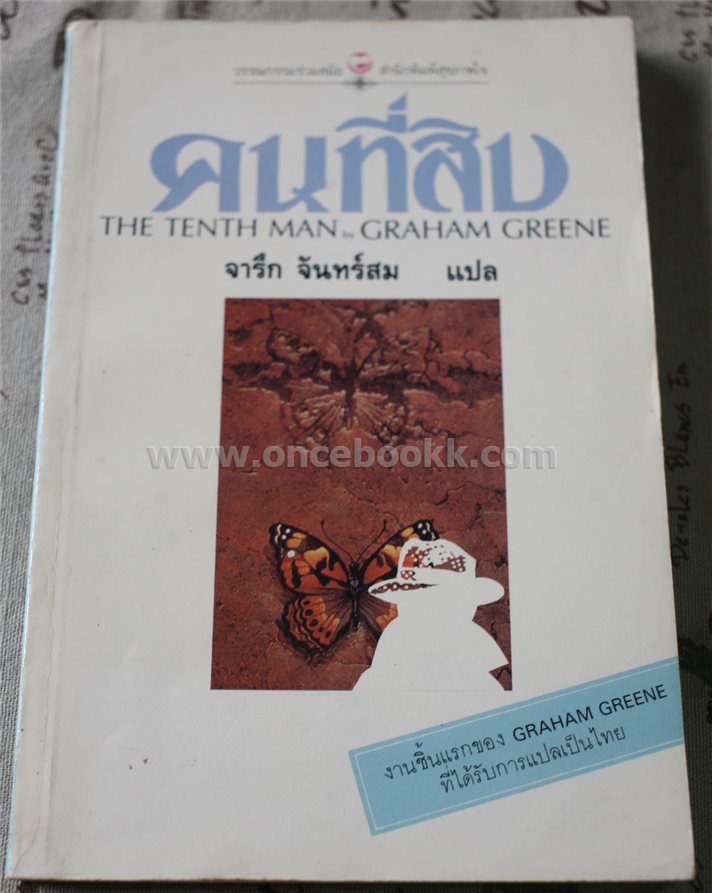 วรรณกรรมร่วมสมัย สำนักพิมพ์สุขภาพใจ
คนที่สิบ
THE TENTH MAN by GRAHAM GREENE
จารึก จันทร์สม แปล
www.oncebookk.com
งานชิ้นแรกของ GRAHAM GREENE
ที่ได้รับการแปลเป็นไทย